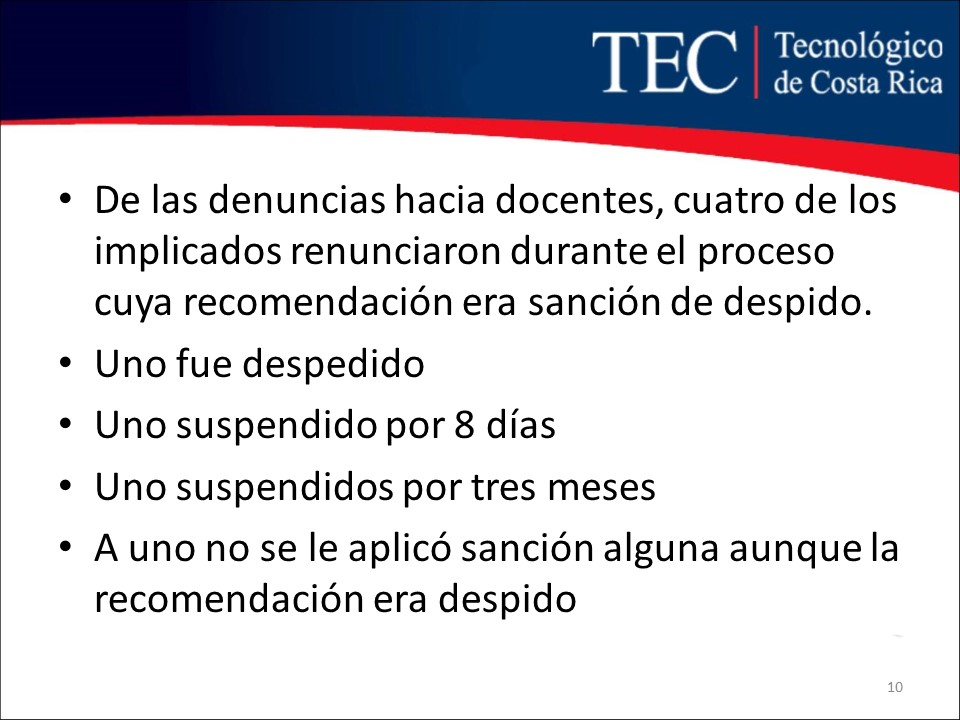 TEC | Tecnológico
de Costa Rica
• De las denuncias hacia docentes, cuatro de los
implicados renunciaron durante el proceso
cuya recomendación era sanción de despido.
• Uno fue despedido
• Uno suspendido por 8 días
• Uno suspendidos por tres meses
• A uno no se le aplicó sanción alguna aunque la
recomendación era despido
10